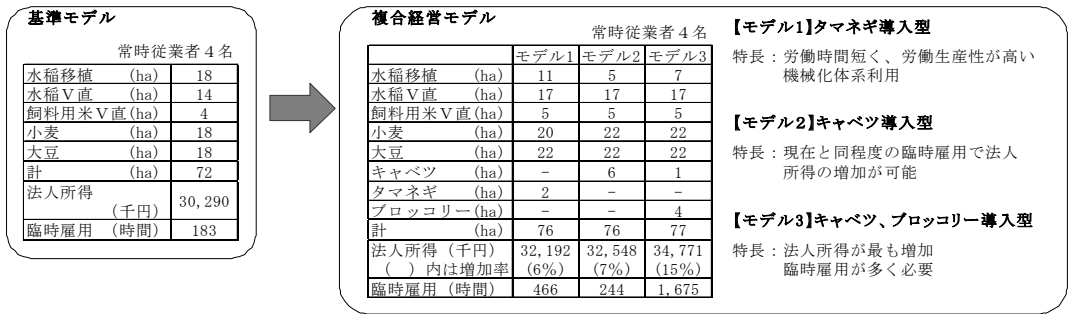 基準モデル
常時従業者4名
水稲移植 (ha) 18
水稲V直 (ha) 14
飼料用米V直(ha) 4
小麦 (ha) 18
大豆 (ha) 18
計 (ha) 72
法人所得
(千円) 30,290
臨時雇用 (時間) 183
複合経営モデル
常時従業者4名
モデル1 モデル2 モデル3
水稲移植 (ha) 11 5 7
水稲V直 (ha) 17 17 17
飼料用米V直(ha) 5 5 5
小麦 (ha) 20 22 22
大豆 (ha) 22 22 22
キャベツ (ha) - 6 1
タマネギ (ha) 2 - -
ブロッコリー(ha) - - 4
計 (ha) 76 76 77
法人所得(千円) 32,192 32,548 34,771
( )内は増加率 (6%) (7%) (15%)
臨時雇用(時間) 466 244 1,675
【モデル1】タマネギ導入型
特長:労働時間短く、労働生産性が高い
機械化体系利用
【モデル2】キャベツ導入型
特長:現在と同程度の臨時雇用で法人
所得の増加が可能
【モデル3】キャベツ、ブロッコリー導入型
特長:法人所得が最も増加
臨時雇用が多く必要